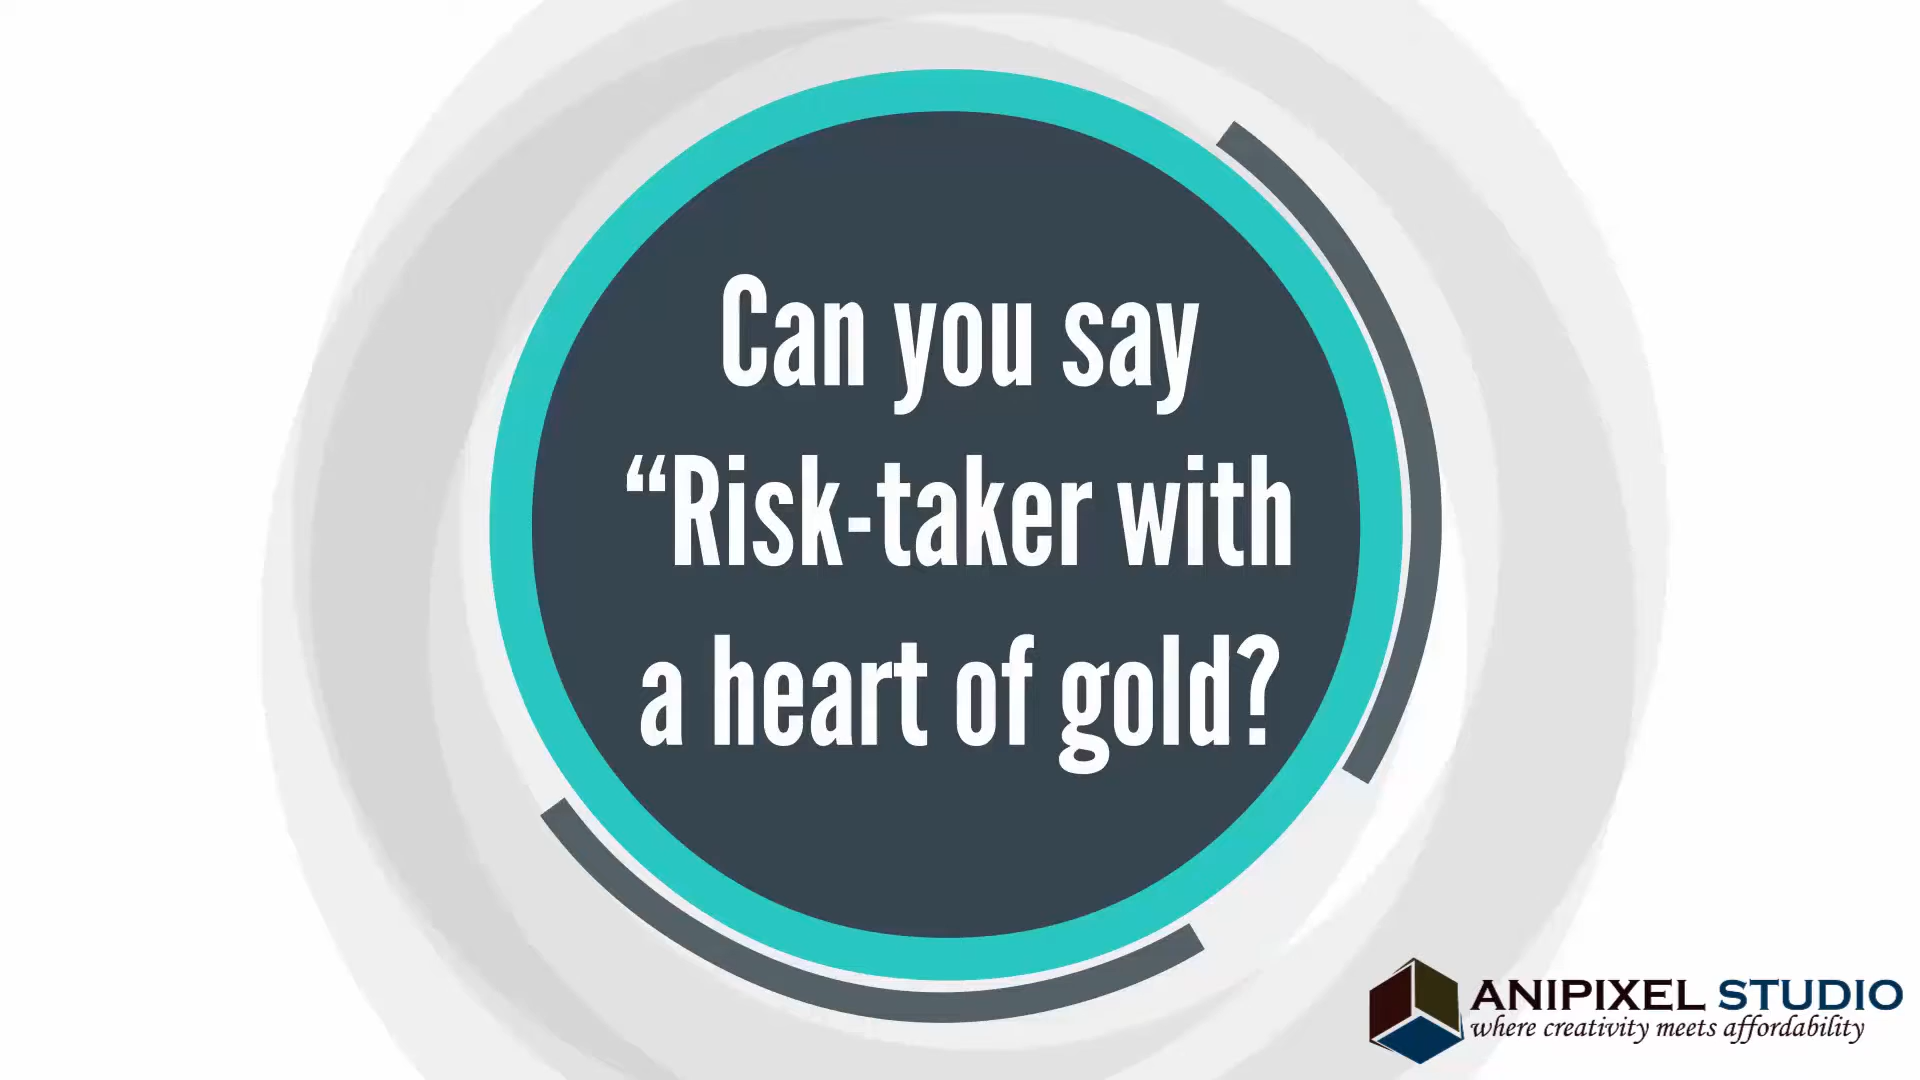 Can you say
“Risk-taker with
a heart of gold?
ANIPIXEL STUDIO
where creativity meets affordability